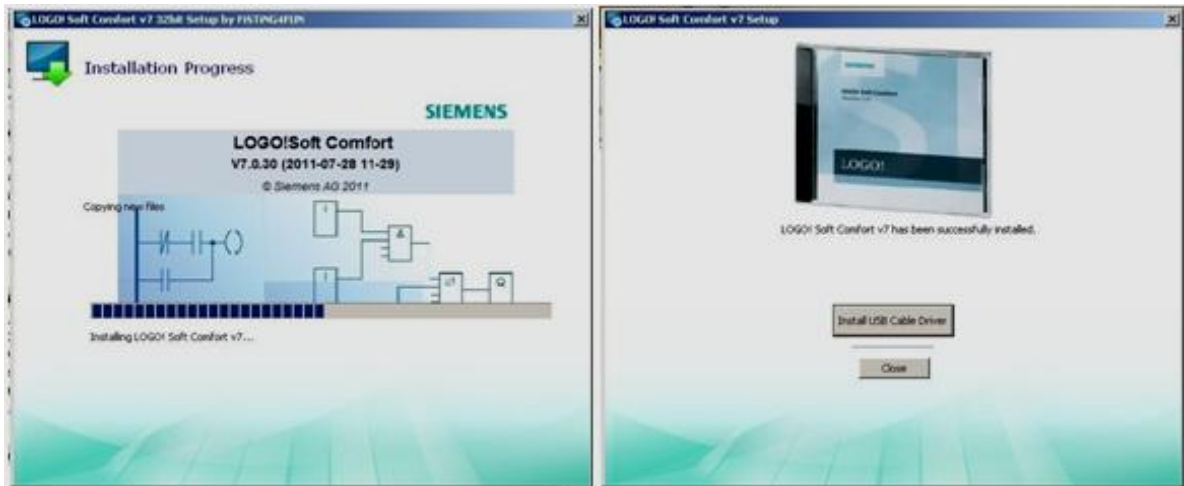 LOGO! Soft Comfort v7 32bit Setup by FISTING4FUN
Installation Progress
SIEMENS
LOGO!Soft Comfort
V7.0.30 (2011-07-28 11-29)
© Siemens AG 2011
Copying new files
I
&
I
Q
Installing LOGO! Soft Comfort v7...
LOGO! Soft Comfort v7 Setup
SIEMENS
LOGO!
LOGO! Soft Comfort v7 has been successfully installed.
Install USB Cable Driver
Close